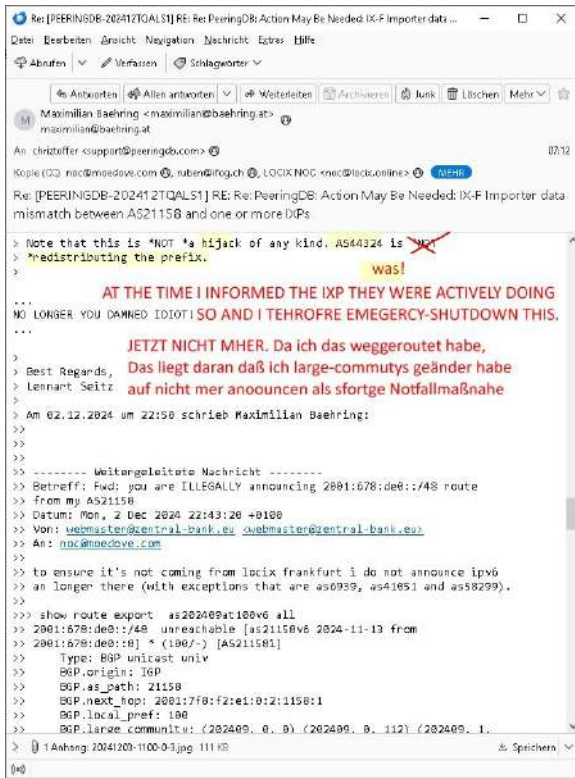 Re: [PEERINGDB-202412TQALS1] RE: Re: PeeringDB: Action May Be Needed: IX-F Importer data ...
Datei Bearbeiten Ansicht Navigation Nachricht Extras Hilfe
Abrufen Verfassen Schlagwörter
Antworten Allen antworten Weiterleiten Archivieren Junk Löschen Mehr
M
Maximilian Baehring <maximilian@baehring.at>
maximilian@baehring.at
An christoffer <support@peeringdb.com> 07:12
Kopie (CC) noc@moedove.com, ruben@ifog.ch, LOCIX NOC <noc@locix.online> MEHR
Re: [PEERINGDB-202412TQALS1] RE: Re: PeeringDB: Action May Be Needed: IX-F Importer data
mismatch between AS21158 and one or more IXPs
> Note that this is *NOT *a hijack of any kind. AS44324 is *NOT
> *redistributing the prefix.
was!
>
...
AT THE TIME I INFORMED THE IXP THEY WERE ACTIVELY DOING
NO LONGER YOU DAMNED IDIOT! SO AND I TEHROFRE EMEGERCY-SHUTDOWN THIS.
...
>
JETZT NICHT MHER. Da ich das weggeroutet habe,
> Best Regards,
Das liegt daran daß ich large-commutys geänder habe
> Lennart Seitz
auf nicht mer anoouncen als sfortge Notfallmaßnahe
>
> Am 02.12.2024 um 22:50 schrieb Maximilian Baehring:
>>
>>
>>
>> -------- Weitergeleitete Nachricht --------
>> Betreff: Fwd: you are ILLEGALLY announcing 2001:678:de0::/48 route
>> from my AS21158
>> Datum: Mon, 2 Dec 2024 22:43:20 +0100
>> Von: webmaster@zentral-bank.eu <webmaster@zentral-bank.eu>
>> An: noc@moedove.com
>>
>> to ensure it's not coming from locix frankfurt i do not announce ipv6
>> an longer there (with exceptions that are as6939, as41051 and as58299).
>>
>>> show route export as202409at100v6 all
>> 2001:678:de0::/48 unreachable [as21158v6 2024-11-13 from
>> 2001:678:de0::8] * (100/-) [AS21158i]
>> Type: BGP unicast univ
>> BGP.origin: IGP
>> BGP.as_path: 21158
>> BGP.next_hop: 2001:7f8:f2:e1:0:2:1158:1
>> BGP.local_pref: 100
>> BGP.large_community: (202409, 0, 0) (202409, 0, 112) (202409, 1,
> 1 Anhang: 20241203-1100-0-3.jpg 111 KB Speichern